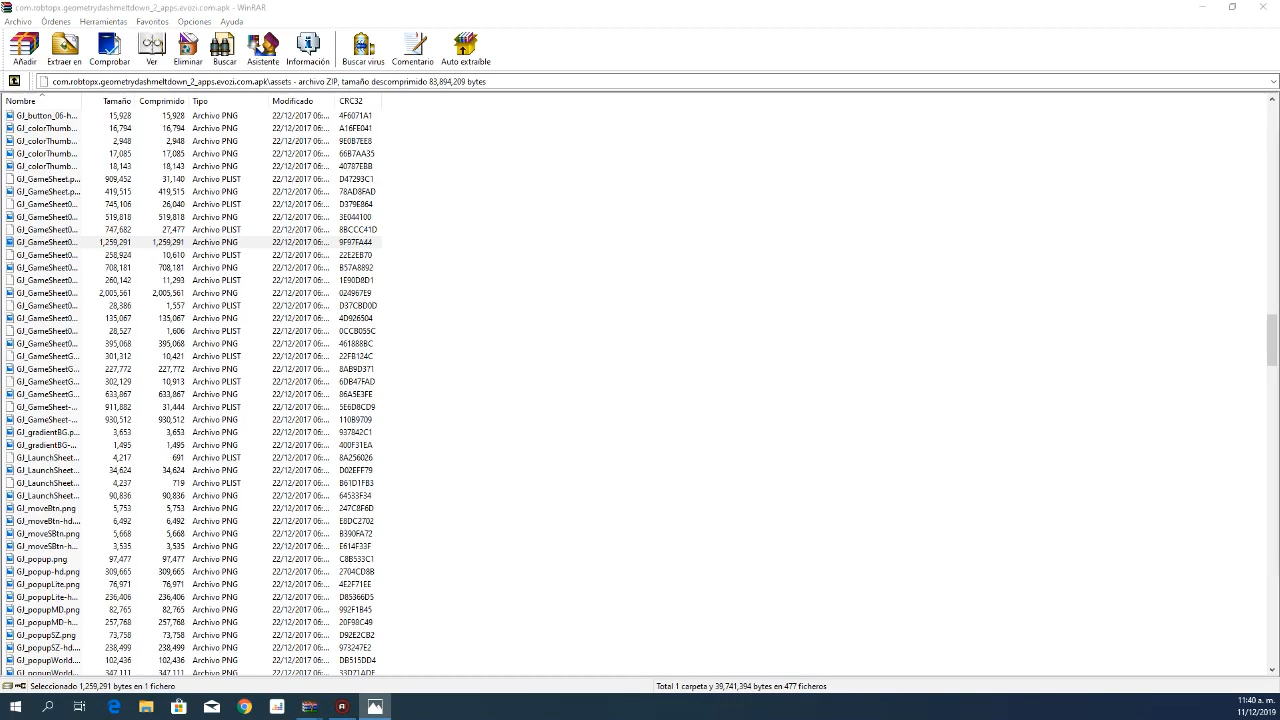 com.robtopx.geometrydashmeltdown_2_apps.evozi.com.apk - WinRAR
Archivo Órdenes Herramientas Favoritos Opciones Ayuda
Añadir Extraer en Comprobar Ver Eliminar Buscar Asistente Información Buscar virus Comentario Auto extraíble
com.robtopx.geometrydashmeltdown_2_apps.evozi.com.apk\assets - archivo ZIP, tamaño descomprimido 83,894,209 bytes
Nombre Tamaño Comprimido Tipo Modificado CRC32
GJ_button_06-h... 15,928 15,928 Archivo PNG 22/12/2017 06:... 4F6071A1
GJ_colorThumb... 16,794 16,794 Archivo PNG 22/12/2017 06:... A16FE041
GJ_colorThumb... 2,948 2,948 Archivo PNG 22/12/2017 06:... 9E0B7EE8
GJ_colorThumb... 17,085 17,085 Archivo PNG 22/12/2017 06:... 66B7AA35
GJ_colorThumb... 18,143 18,143 Archivo PNG 22/12/2017 06:... 40787EBB
GJ_GameSheet.p... 909,452 31,140 Archivo PLIST 22/12/2017 06:... D47293C1
GJ_GameSheet.p... 419,515 419,515 Archivo PNG 22/12/2017 06:... 78AD8FAD
GJ_GameSheet0... 745,106 26,040 Archivo PLIST 22/12/2017 06:... D379E864
GJ_GameSheet0... 519,818 519,818 Archivo PNG 22/12/2017 06:... 3E044100
GJ_GameSheet0... 747,682 27,477 Archivo PLIST 22/12/2017 06:... 8BCCC41D
GJ_GameSheet0... 1,259,291 1,259,291 Archivo PNG 22/12/2017 06:... 9F97FA44
GJ_GameSheet0... 258,924 10,610 Archivo PLIST 22/12/2017 06:... 22E2EB70
GJ_GameSheet0... 708,181 708,181 Archivo PNG 22/12/2017 06:... B57A8892
GJ_GameSheet0... 260,142 11,293 Archivo PLIST 22/12/2017 06:... 1E90D8D1
GJ_GameSheet0... 2,005,561 2,005,561 Archivo PNG 22/12/2017 06:... 024967E9
GJ_GameSheet0... 28,386 1,557 Archivo PLIST 22/12/2017 06:... D37CBD0D
GJ_GameSheet0... 135,067 135,067 Archivo PNG 22/12/2017 06:... 4D926504
GJ_GameSheet0... 28,527 1,606 Archivo PLIST 22/12/2017 06:... 0CCB055C
GJ_GameSheet0... 395,068 395,068 Archivo PNG 22/12/2017 06:... 461888BC
GJ_GameSheetG... 301,312 10,421 Archivo PLIST 22/12/2017 06:... 22FB124C
GJ_GameSheetG... 227,772 227,772 Archivo PNG 22/12/2017 06:... 8AB9D371
GJ_GameSheetG... 302,129 10,913 Archivo PLIST 22/12/2017 06:... 6DB47FAD
GJ_GameSheetG... 633,867 633,867 Archivo PNG 22/12/2017 06:... 86A5E3FE
GJ_GameSheet-... 911,882 31,444 Archivo PLIST 22/12/2017 06:... 5E6D8CD9
GJ_GameSheet-... 930,512 930,512 Archivo PNG 22/12/2017 06:... 110B9709
GJ_gradientBG.p... 3,653 3,653 Archivo PNG 22/12/2017 06:... 937842C1
GJ_gradientBG-... 1,495 1,495 Archivo PNG 22/12/2017 06:... 400F31EA
GJ_LaunchSheet... 4,217 691 Archivo PLIST 22/12/2017 06:... 8A256026
GJ_LaunchSheet... 34,624 34,624 Archivo PNG 22/12/2017 06:... D02EFF79
GJ_LaunchSheet... 4,237 719 Archivo PLIST 22/12/2017 06:... B61D1FB3
GJ_LaunchSheet... 90,836 90,836 Archivo PNG 22/12/2017 06:... 64533F34
GJ_moveBtn.png 5,753 5,753 Archivo PNG 22/12/2017 06:... 247C8F6D
GJ_moveBtn-hd.... 6,492 6,492 Archivo PNG 22/12/2017 06:... E8DC2702
GJ_moveSBtn.png 5,668 5,668 Archivo PNG 22/12/2017 06:... B390FA72
GJ_moveSBtn-h... 3,535 3,535 Archivo PNG 22/12/2017 06:... E614F33F
GJ_popup.png 97,477 97,477 Archivo PNG 22/12/2017 06:... C8B533C1
GJ_popup-hd.png 309,665 309,665 Archivo PNG 22/12/2017 06:... 2704CD8B
GJ_popupLite.png 76,971 76,971 Archivo PNG 22/12/2017 06:... 4E2F71EE
GJ_popupLite-h... 236,406 236,406 Archivo PNG 22/12/2017 06:... D85366D5
GJ_popupMD.png 82,765 82,765 Archivo PNG 22/12/2017 06:... 992F1B45
GJ_popupMD-h... 257,768 257,768 Archivo PNG 22/12/2017 06:... 20F98C49
GJ_popupSZ.png 73,758 73,758 Archivo PNG 22/12/2017 06:... D92E2CB2
GJ_popupSZ-hd.... 238,499 238,499 Archivo PNG 22/12/2017 06:... 973247E2
GJ_popupWorld.... 102,436 102,436 Archivo PNG 22/12/2017 06:... DB515DD4
GJ_popupWorld... 347,111 347,111 Archivo PNG 22/12/2017 06:... 33D71ADF
Seleccionado 1,259,291 bytes en 1 fichero Total 1 carpeta y 39,741,394 bytes en 477 ficheros
11:40 a. m.
11/12/2019